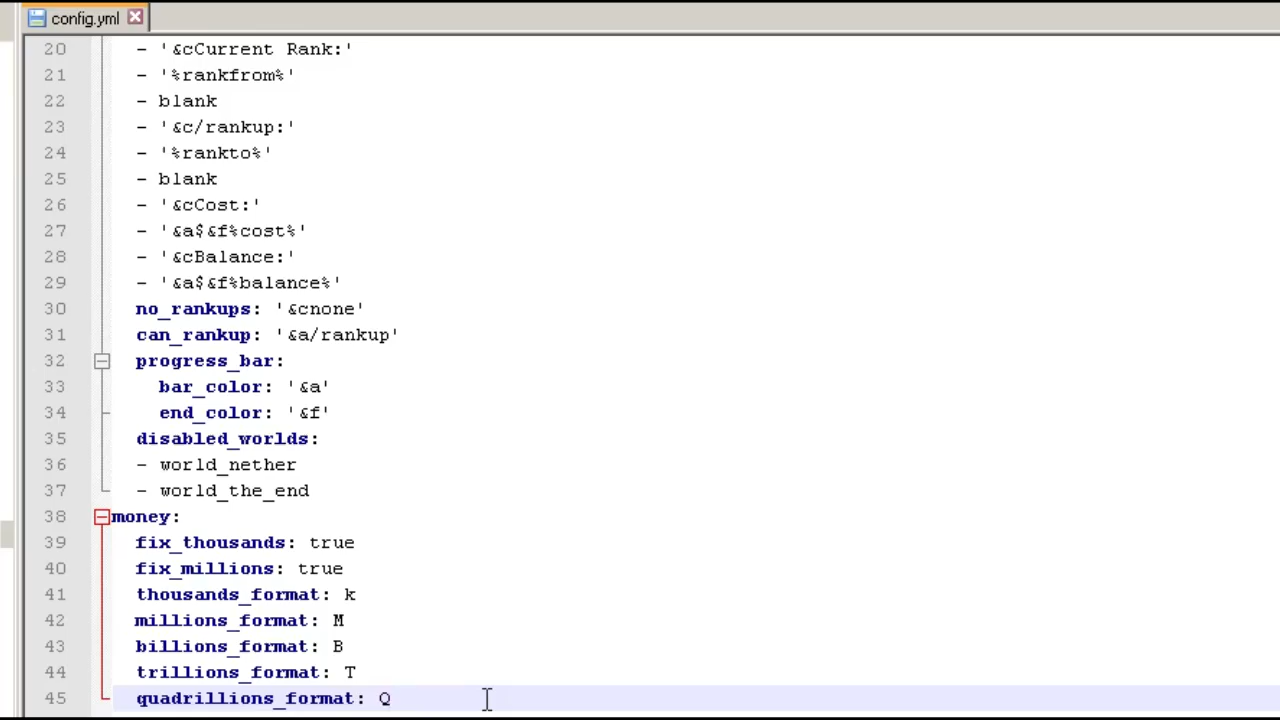 config.yml
20 - '&cCurrent Rank:'
21 - '%rankfrom%'
22 - blank
23 - '&c/rankup:'
24 - '%rankto%'
25 - blank
26 - '&cCost:'
27 - '&a$&f%cost%'
28 - '&cBalance:'
29 - '&a$&f%balance%'
30 no_rankups: '&cnone'
31 can_rankup: '&a/rankup'
32 progress_bar:
33 bar_color: '&a'
34 end_color: '&f'
35 disabled_worlds:
36 - world_nether
37 - world_the_end
38 money:
39 fix_thousands: true
40 fix_millions: true
41 thousands_format: k
42 millions_format: M
43 billions_format: B
44 trillions_format: T
45 quadrillions_format: Q